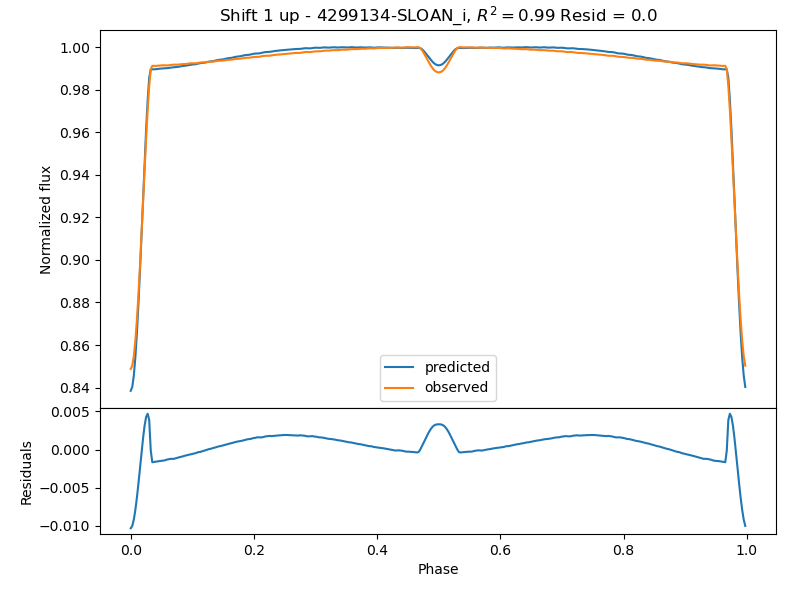 Shift 1 up - 4299134-SLOAN_i, R² = 0.99 Resid = 0.0
1.00
0.98
0.96
0.94
0.92
0.90
0.88
0.86
0.84
Normalized flux
predicted
observed
0.005
0.000
−0.005
−0.010
Residuals
0.0 0.2 0.4 0.6 0.8 1.0
Phase